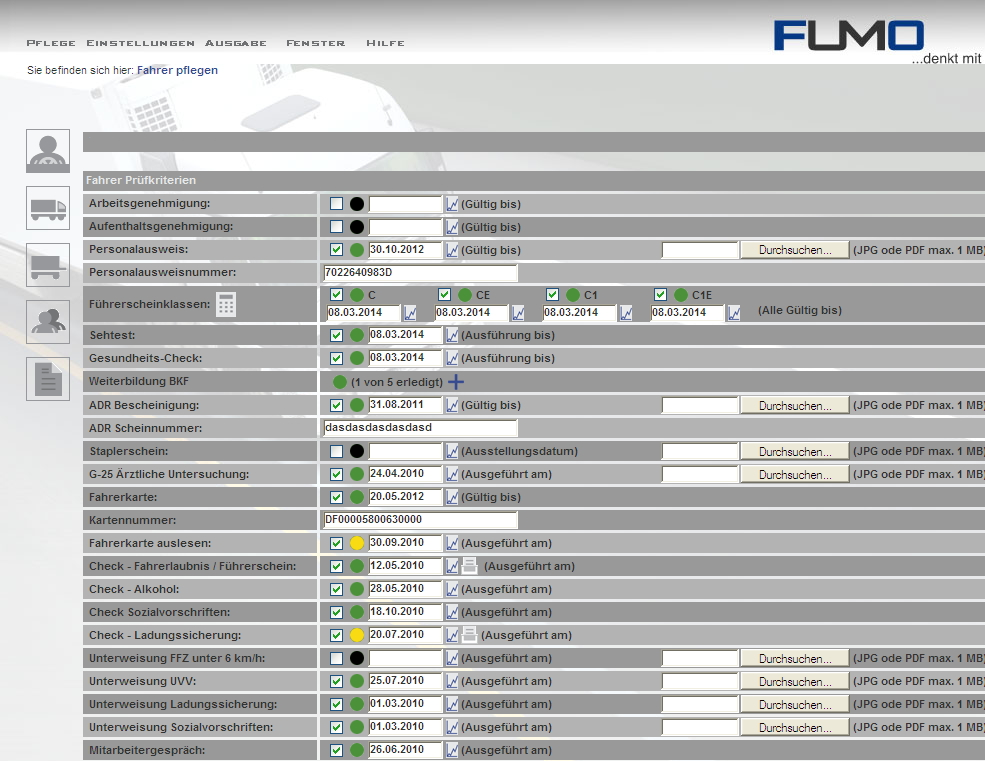 Pflege Einstellungen Ausgabe Fenster Hilfe
FUMO
...denkt mit
Sie befinden sich hier: Fahrer pflegen
Fahrer Prüfkriterien
Arbeitsgenehmigung: (Gültig bis)
Aufenthaltsgenehmigung: (Gültig bis)
Personalausweis: 30.10.2012 (Gültig bis) Durchsuchen... (JPG ode PDF max. 1 MB)
Personalausweisnummer: 7022640983D
Führerscheinklassen: C CE C1 C1E
08.03.2014 08.03.2014 08.03.2014 08.03.2014 (Alle Gültig bis)
Sehtest: 08.03.2014 (Ausführung bis)
Gesundheits-Check: 08.03.2014 (Ausführung bis)
Weiterbildung BKF (1 von 5 erledigt)
ADR Bescheinigung: 31.08.2011 (Gültig bis) Durchsuchen... (JPG ode PDF max. 1 MB)
ADR Scheinnummer: dasdasdasdasdasd
Staplerschein: (Ausstellungsdatum) Durchsuchen... (JPG ode PDF max. 1 MB)
G-25 Ärztliche Untersuchung: 24.04.2010 (Ausgeführt am) Durchsuchen... (JPG ode PDF max. 1 MB)
Fahrerkarte: 20.05.2012 (Gültig bis)
Kartennummer: DF00005800630000
Fahrerkarte auslesen: 30.09.2010 (Ausgeführt am)
Check - Fahrerlaubnis / Führerschein: 12.05.2010 (Ausgeführt am)
Check - Alkohol: 28.05.2010 (Ausgeführt am)
Check Sozialvorschriften: 18.10.2010 (Ausgeführt am)
Check - Ladungssicherung: 20.07.2010 (Ausgeführt am)
Unterweisung FFZ unter 6 km/h: (Ausgeführt am) Durchsuchen... (JPG ode PDF max. 1 MB)
Unterweisung UVV: 25.07.2010 (Ausgeführt am) Durchsuchen... (JPG ode PDF max. 1 MB)
Unterweisung Ladungssicherung: 01.03.2010 (Ausgeführt am) Durchsuchen... (JPG ode PDF max. 1 MB)
Unterweisung Sozialvorschriften: 01.03.2010 (Ausgeführt am) Durchsuchen... (JPG ode PDF max. 1 MB)
Mitarbeitergespräch: 26.06.2010 (Ausgeführt am)